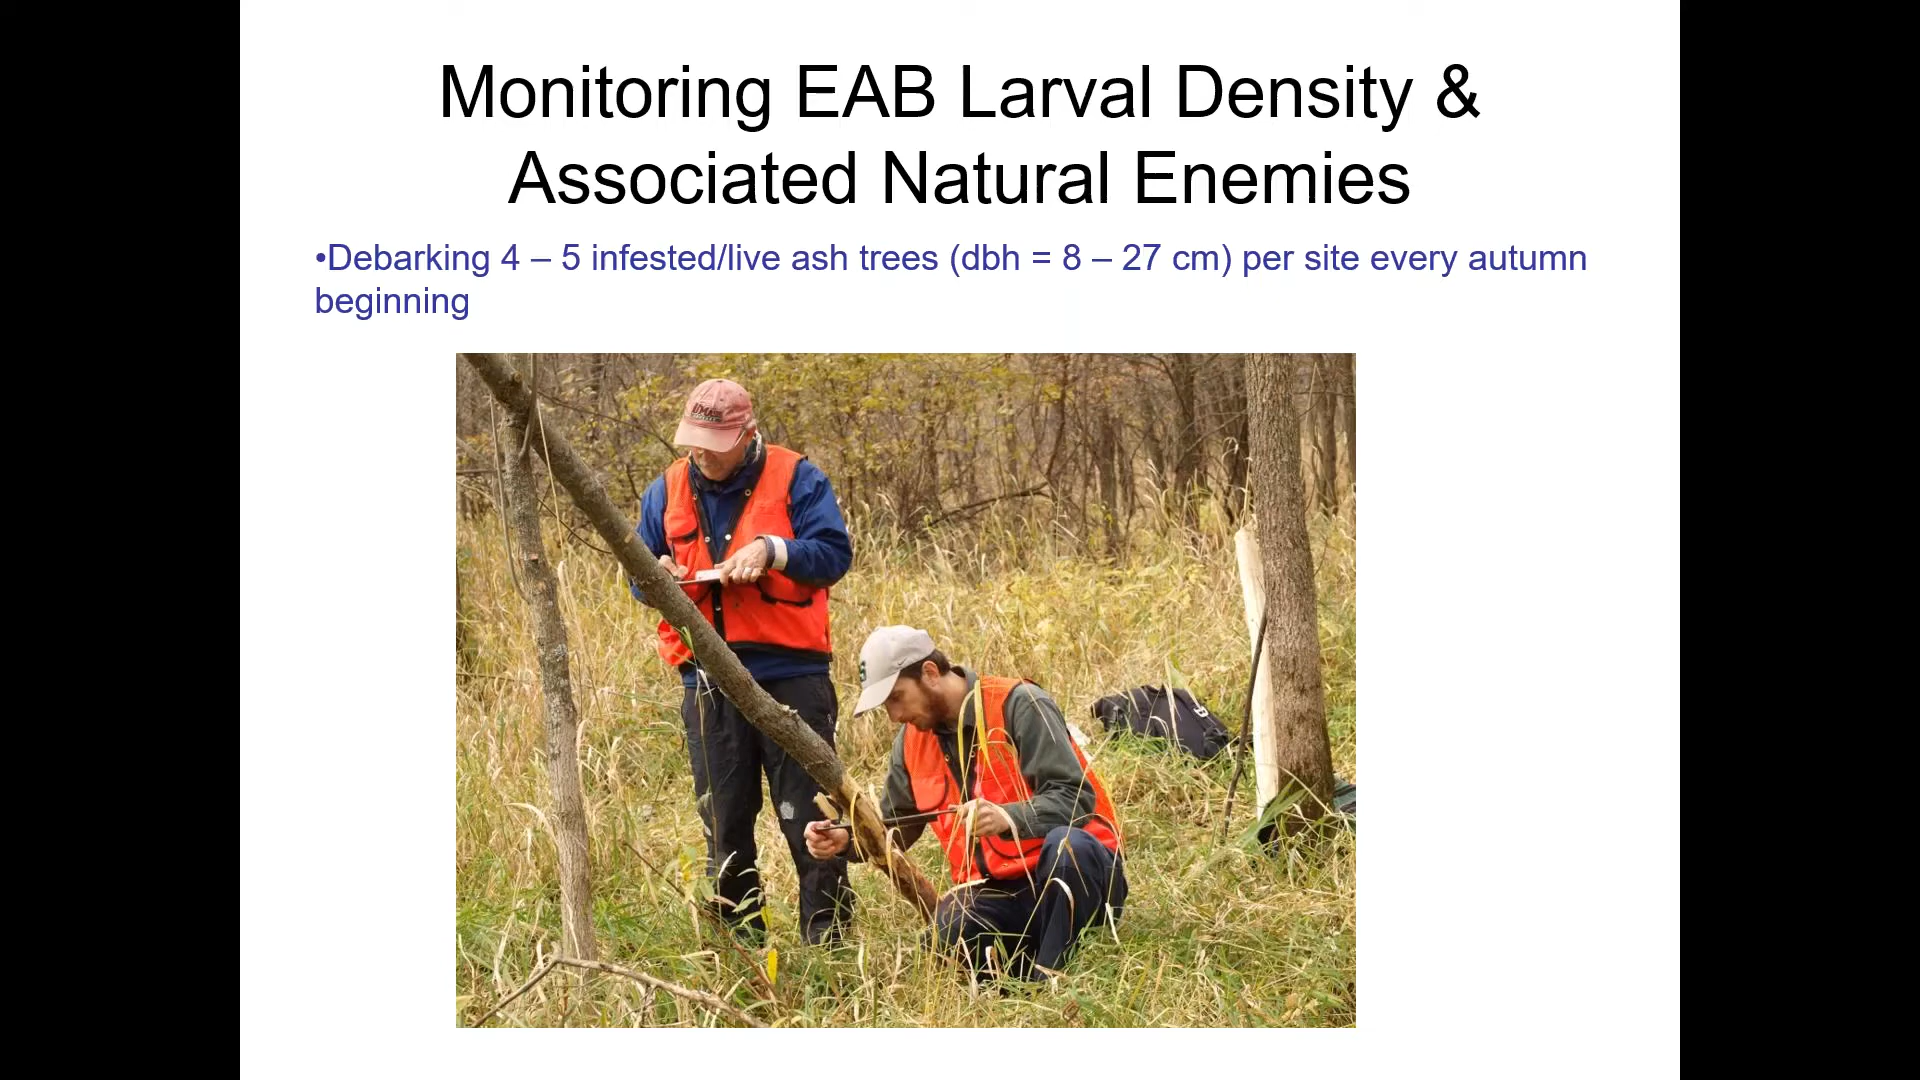 Monitoring EAB Larval Density &
Associated Natural Enemies
•Debarking 4 – 5 infested/live ash trees (dbh = 8 – 27 cm) per site every autumn
beginning
UMASS